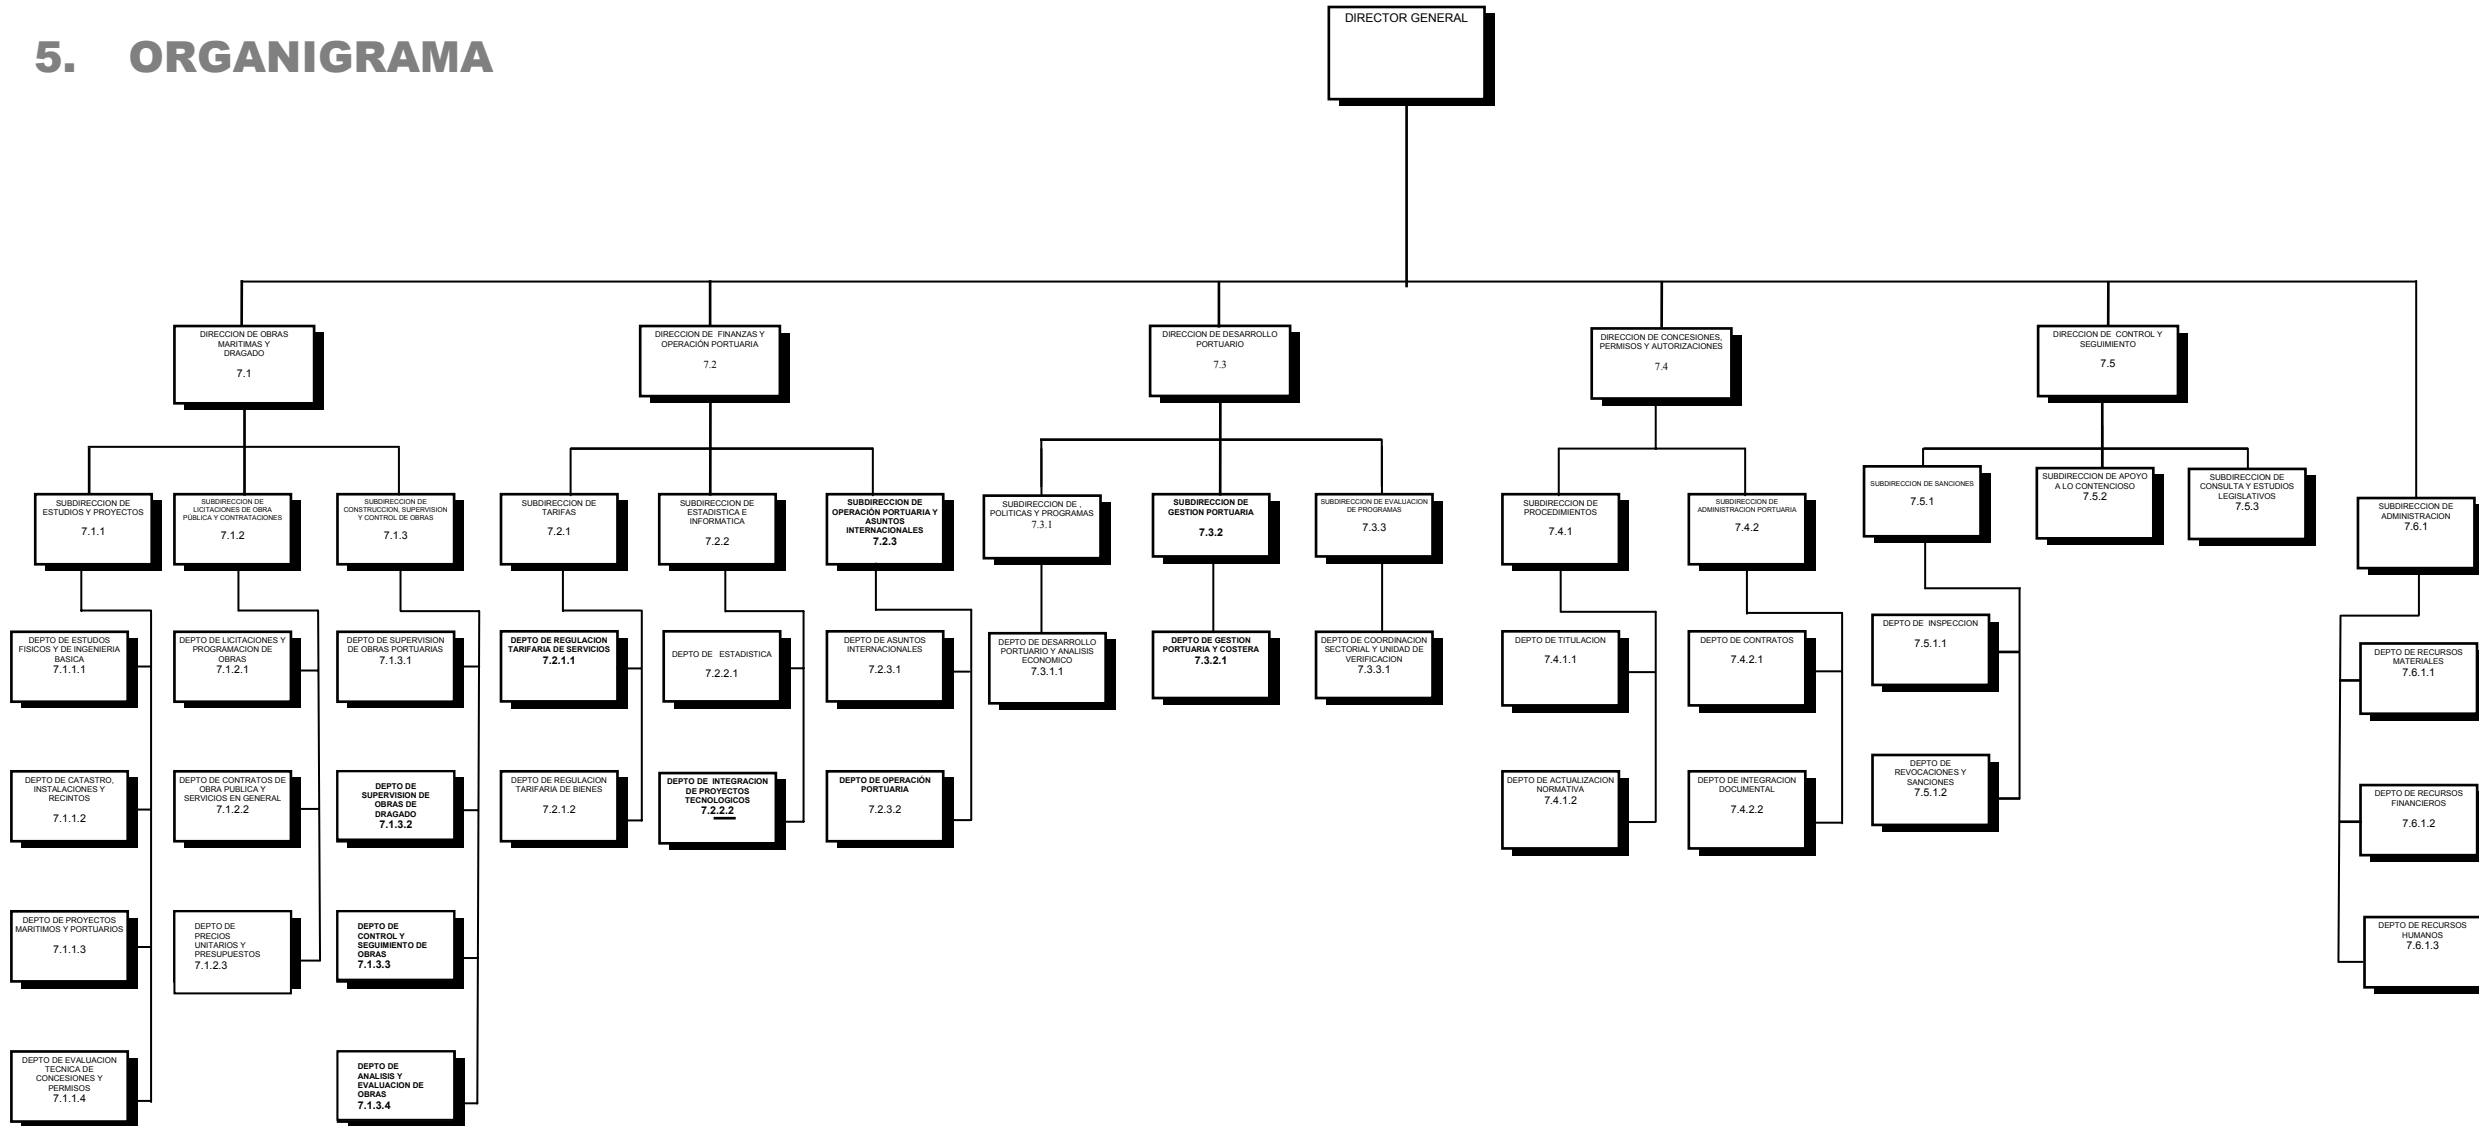 5. ORGANIGRAMA
DIRECTOR GENERAL
DIRECCION DE OBRAS
MARITIMAS Y
DRAGADO
7.1
DIRECCION DE FINANZAS Y
OPERACIÓN PORTUARIA
7.2
DIRECCION DE DESARROLLO
PORTUARIO
7.3
DIRECCION DE CONCESIONES,
PERMISOS Y AUTORIZACIONES
7.4
DIRECCION DE CONTROL Y
SEGUIMIENTO
7.5
SUBDIRECCION DE
ESTUDIOS Y PROYECTOS
7.1.1
SUBDIRECCION DE
LICITACIONES DE OBRA
PÚBLICA Y CONTRATACIONES
7.1.2
SUBDIRECCION DE
CONSTRUCCION, SUPERVISION
Y CONTROL DE OBRAS
7.1.3
SUBDIRECCION DE
TARIFAS
7.2.1
SUBDIRECCION DE
ESTADISTICA E
INFORMATICA
7.2.2
SUBDIRECCION DE
OPERACIÓN PORTUARIA Y
ASUNTOS
INTERNACIONALES
7.2.3
SUBDIRECCION DE ,
POLITICAS Y PROGRAMAS
7.3.1
SUBDIRECCION DE
GESTION PORTUARIA
7.3.2
SUBDIRECCION DE EVALUACION
DE PROGRAMAS
7.3.3
SUBDIRECCION DE
PROCEDIMIENTOS
7.4.1
SUBDIRECCION DE
ADMINISTRACION PORTUARIA
7.4.2
SUBDIRECCION DE SANCIONES
7.5.1
SUBDIRECCION DE APOYO
A LO CONTENCIOSO
7.5.2
SUBDIRECCION DE
CONSULTA Y ESTUDIOS
LEGISLATIVOS
7.5.3
SUBDIRECCION DE
ADMINISTRACION
7.6.1
DEPTO DE ESTUDOS
FISICOS Y DE INGENIERIA
BASICA
7.1.1.1
DEPTO DE LICITACIONES Y
PROGRAMACION DE
OBRAS
7.1.2.1
DEPTO DE SUPERVISION
DE OBRAS PORTUARIAS
7.1.3.1
DEPTO DE REGULACION
TARIFARIA DE SERVICIOS
7.2.1.1
DEPTO DE ESTADISTICA
7.2.2.1
DEPTO DE ASUNTOS
INTERNACIONALES
7.2.3.1
DEPTO DE DESARROLLO
PORTUARIO Y ANALISIS
ECONOMICO
7.3.1.1
DEPTO DE GESTION
PORTUARIA Y COSTERA
7.3.2.1
DEPTO DE COORDINACION
SECTORIAL Y UNIDAD DE
VERIFICACION
7.3.3.1
DEPTO DE TITULACION
7.4.1.1
DEPTO DE CONTRATOS
7.4.2.1
DEPTO DE INSPECCION
7.5.1.1
DEPTO DE RECURSOS
MATERIALES
7.6.1.1
DEPTO DE CATASTRO,
INSTALACIONES Y
RECINTOS
7.1.1.2
DEPTO DE CONTRATOS DE
OBRA PUBLICA Y
SERVICIOS EN GENERAL
7.1.2.2
DEPTO DE
SUPERVISION DE
OBRAS DE
DRAGADO
7.1.3.2
DEPTO DE REGULACION
TARIFARIA DE BIENES
7.2.1.2
DEPTO DE INTEGRACION
DE PROYECTOS
TECNOLOGICOS
7.2.2.2
DEPTO DE OPERACIÓN
PORTUARIA
7.2.3.2
DEPTO DE ACTUALIZACION
NORMATIVA
7.4.1.2
DEPTO DE INTEGRACION
DOCUMENTAL
7.4.2.2
DEPTO DE
REVOCACIONES Y
SANCIONES
7.5.1.2
DEPTO DE RECURSOS
FINANCIEROS
7.6.1.2
DEPTO DE PROYECTOS
MARITIMOS Y PORTUARIOS
7.1.1.3
DEPTO DE
PRECIOS
UNITARIOS Y
PRESUPUESTOS
7.1.2.3
DEPTO DE
CONTROL Y
SEGUIMIENTO DE
OBRAS
7.1.3.3
DEPTO DE RECURSOS
HUMANOS
7.6.1.3
DEPTO DE EVALUACION
TECNICA DE
CONCESIONES Y
PERMISOS
7.1.1.4
DEPTO DE
ANALISIS Y
EVALUACION DE
OBRAS
7.1.3.4